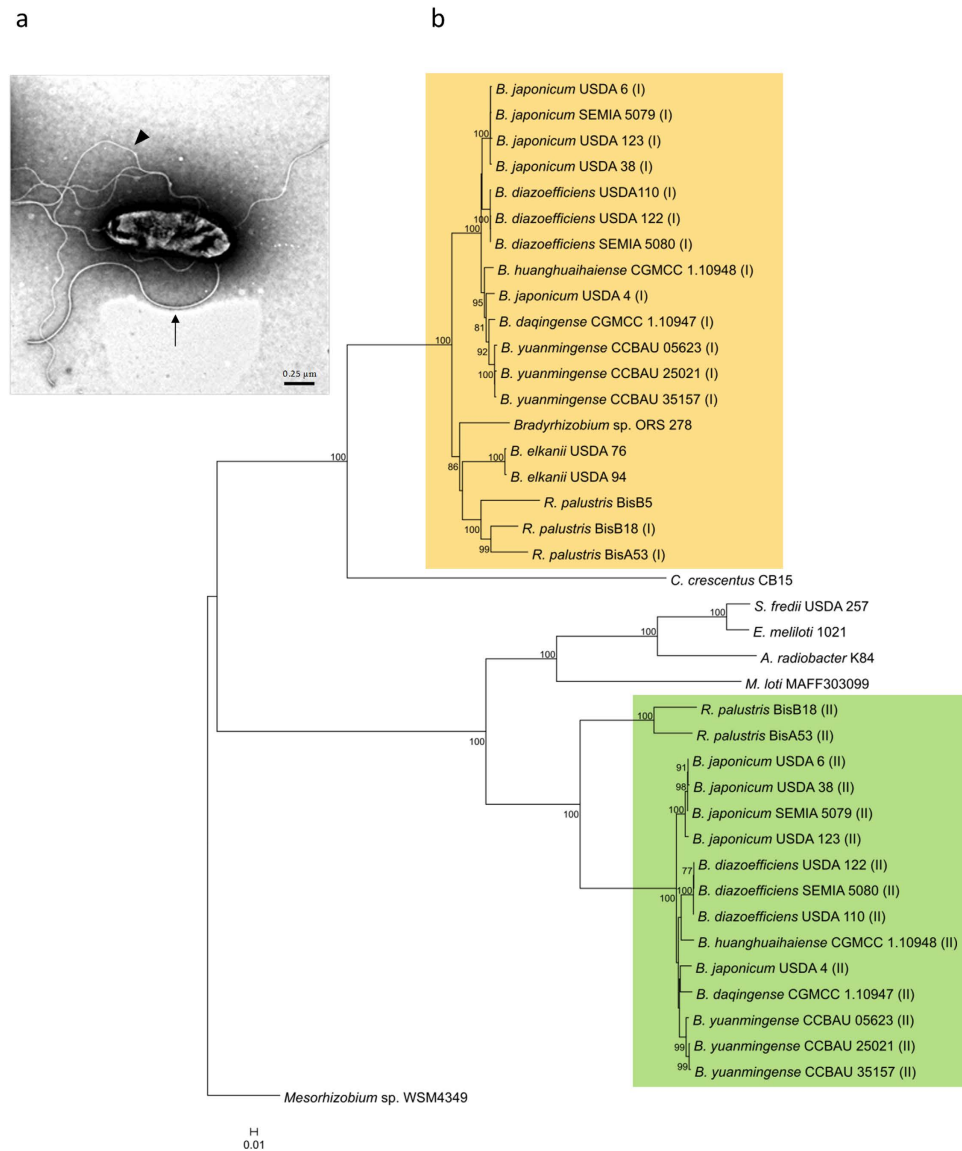 a
b
0.25 µm
B. japonicum USDA 6 (I)
B. japonicum SEMIA 5079 (I)
100
B. japonicum USDA 123 (I)
B. japonicum USDA 38 (I)
B. diazoefficiens USDA110 (I)
100
B. diazoefficiens USDA 122 (I)
100
B. diazoefficiens SEMIA 5080 (I)
B. huanghuaihaiense CGMCC 1.10948 (I)
95
B. japonicum USDA 4 (I)
81
B. daqingense CGMCC 1.10947 (I)
100
92
B. yuanmingense CCBAU 05623 (I)
100
B. yuanmingense CCBAU 25021 (I)
B. yuanmingense CCBAU 35157 (I)
Bradyrhizobium sp. ORS 278
100
86
100
B. elkanii USDA 76
B. elkanii USDA 94
R. palustris BisB5
100
R. palustris BisB18 (I)
99
R. palustris BisA53 (I)
C. crescentus CB15
100
S. fredii USDA 257
100
E. meliloti 1021
100
A. radiobacter K84
M. loti MAFF303099
100
100
R. palustris BisB18 (II)
R. palustris BisA53 (II)
91
B. japonicum USDA 6 (II)
98
B. japonicum USDA 38 (II)
100
100
B. japonicum SEMIA 5079 (II)
B. japonicum USDA 123 (II)
77
B. diazoefficiens USDA 122 (II)
100
100
B. diazoefficiens SEMIA 5080 (II)
B. diazoefficiens USDA 110 (II)
B. huanghuaihaiense CGMCC 1.10948 (II)
B. japonicum USDA 4 (II)
B. daqingense CGMCC 1.10947 (II)
B. yuanmingense CCBAU 05623 (II)
99
B. yuanmingense CCBAU 25021 (II)
99
B. yuanmingense CCBAU 35157 (II)
Mesorhizobium sp. WSM4349
0.01